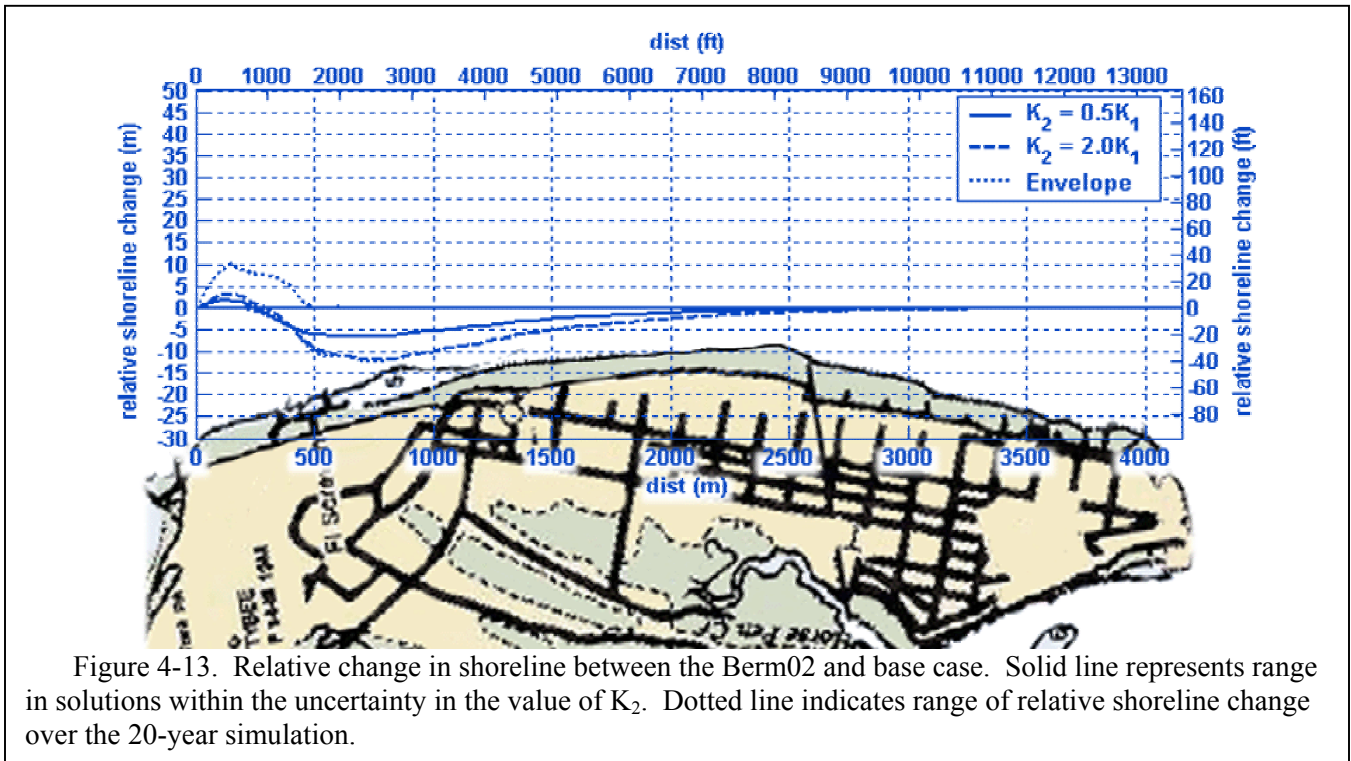 dist (ft)
0 1000 2000 3000 4000 5000 6000 7000 8000 9000 10000 11000 12000 13000
relative shoreline change (m)
50
45
40
35
30
25
20
15
10
5
0
-5
-10
-15
-20
-25
-30
160
140
120
100
80
60
40
20
0
-20
-40
-60
-80
relative shoreline change (ft)
K₂ = 0.5K₁
K₂ = 2.0K₁
Envelope
0 500 1000 1500 2000 2500 3000 3500 4000
dist (m)
Figure 4-13. Relative change in shoreline between the Berm02 and base case. Solid line represents range
in solutions within the uncertainty in the value of K₂. Dotted line indicates range of relative shoreline change
over the 20-year simulation.